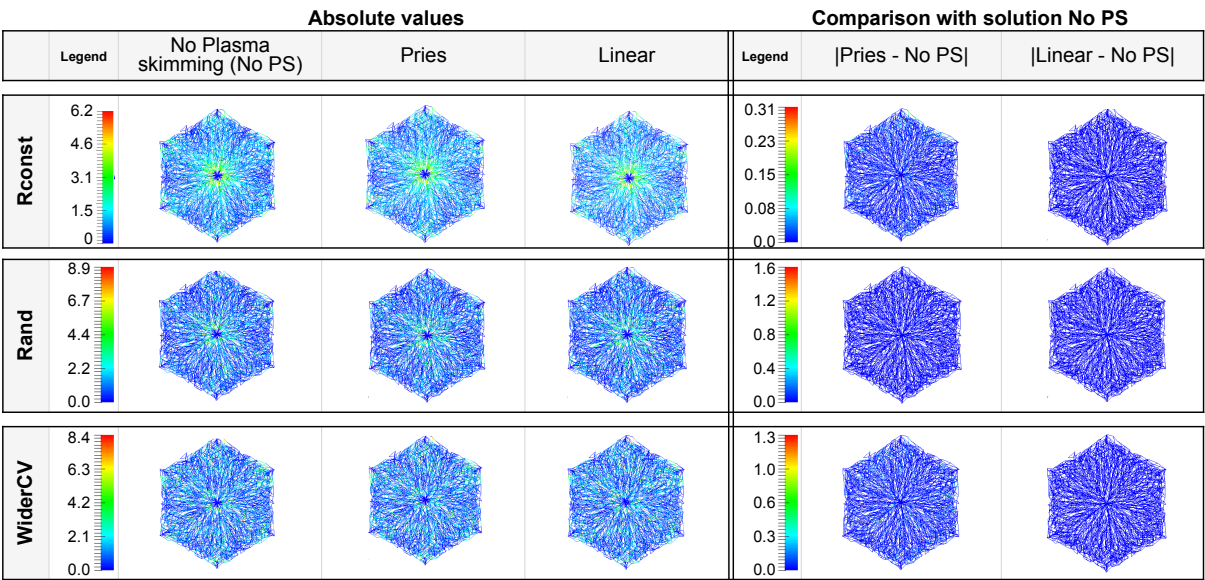 Absolute values
Comparison with solution No PS
Legend
No Plasma
skimming (No PS)
Pries
Linear
Legend
|Pries - No PS|
|Linear - No PS|
Rconst
6.2
4.6
3.1
1.5
0
0.31
0.23
0.15
0.08
0.0
Rand
8.9
6.7
4.4
2.2
0.0
1.6
1.2
0.8
0.4
0.0
WiderCV
8.4
6.3
4.2
2.1
0.0
1.3
1.0
0.6
0.3
0.0